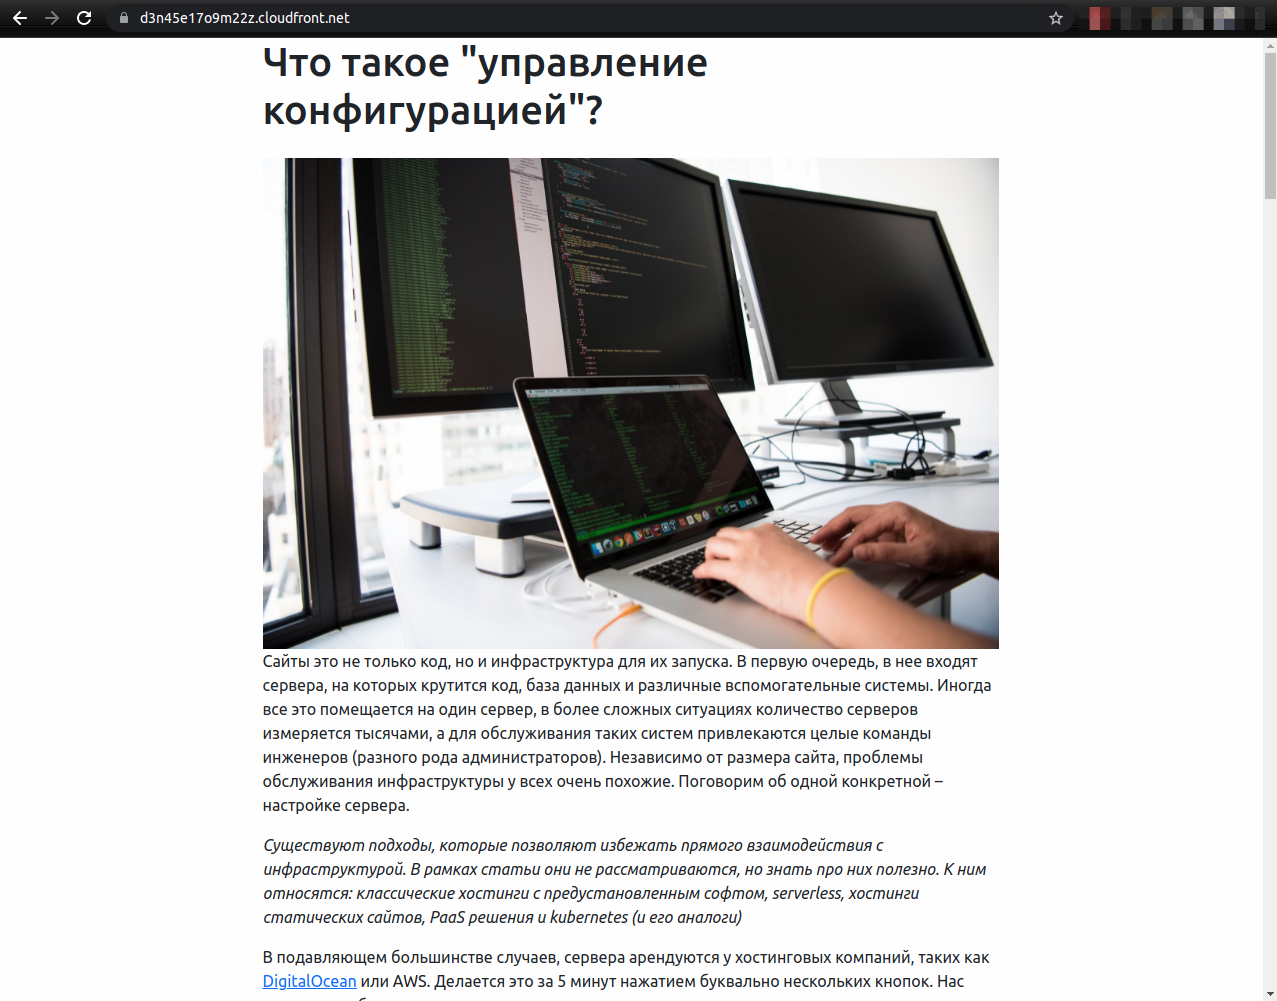 d3n45e17o9m22z.cloudfront.net
Что такое "управление
конфигурацией"?
Сайты это не только код, но и инфраструктура для их запуска. В первую очередь, в нее входят
сервера, на которых крутится код, база данных и различные вспомогательные системы. Иногда
все это помещается на один сервер, в более сложных ситуациях количество серверов
измеряется тысячами, а для обслуживания таких систем привлекаются целые команды
инженеров (разного рода администраторов). Независимо от размера сайта, проблемы
обслуживания инфраструктуры у всех очень похожие. Поговорим об одной конкретной –
настройке сервера.
Существуют подходы, которые позволяют избежать прямого взаимодействия с
инфраструктурой. В рамках статьи они не рассматриваются, но знать про них полезно. К ним
относятся: классические хостинги с предустановленным софтом, serverless, хостинги
статических сайтов, PaaS решения и kubernetes (и его аналоги)
В подавляющем большинстве случаев, сервера арендуются у хостинговых компаний, таких как
DigitalOcean или AWS. Делается это за 5 минут нажатием буквально нескольких кнопок. Нас